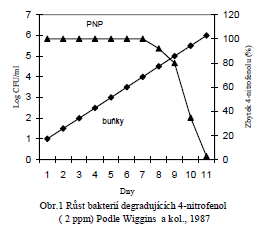 7
6
5
4
3
2
1
0
120
100
80
60
40
20
0
PNP
buňky
Log CFU/ml
Zbytek 4-nitrofenolu (%)
1 2 3 4 5 6 7 8 9 10 11
Dny
Obr.1 Růst bakterií degradujících 4-nitrofenol
( 2 ppm) Podle Wiggins a kol., 1987